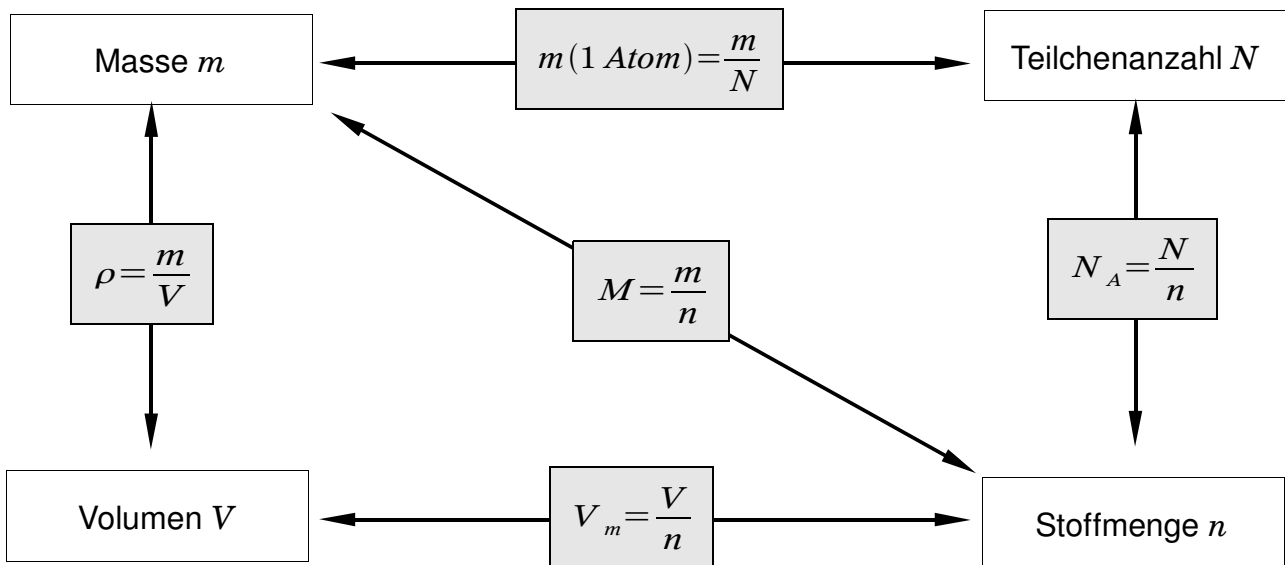 Masse m
m(1 Atom)=m/N
Teilchenanzahl N
ρ=m/V
M=m/n
N_A=N/n
Volumen V
V_m=V/n
Stoffmenge n